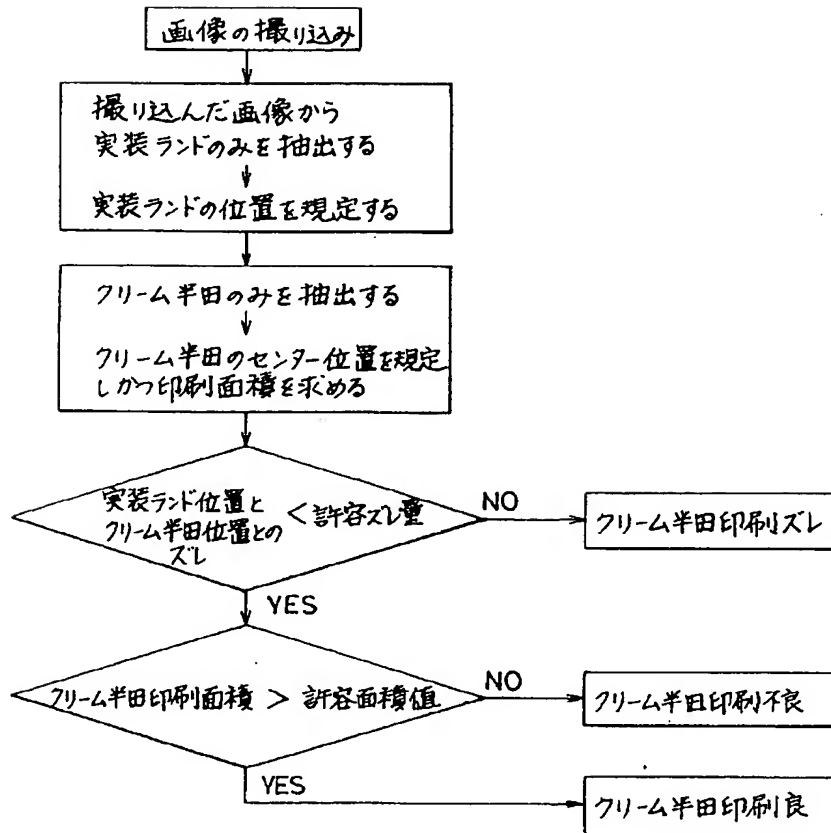 画像の撮り込み
撮り込んだ画像から
実装ランドのみを抽出する
実装ランドの位置を規定する
クリーム半田のみを抽出する
クリーム半田のセンター位置を規定
しかつ印刷面積を求める
実装ランド位置と
クリーム半田位置との
ズレ
< 許容ズレ量
NO
クリーム半田印刷ズレ
YES
クリーム半田印刷面積 > 許容面積値
NO
クリーム半田印刷不良
YES
クリーム半田印刷良